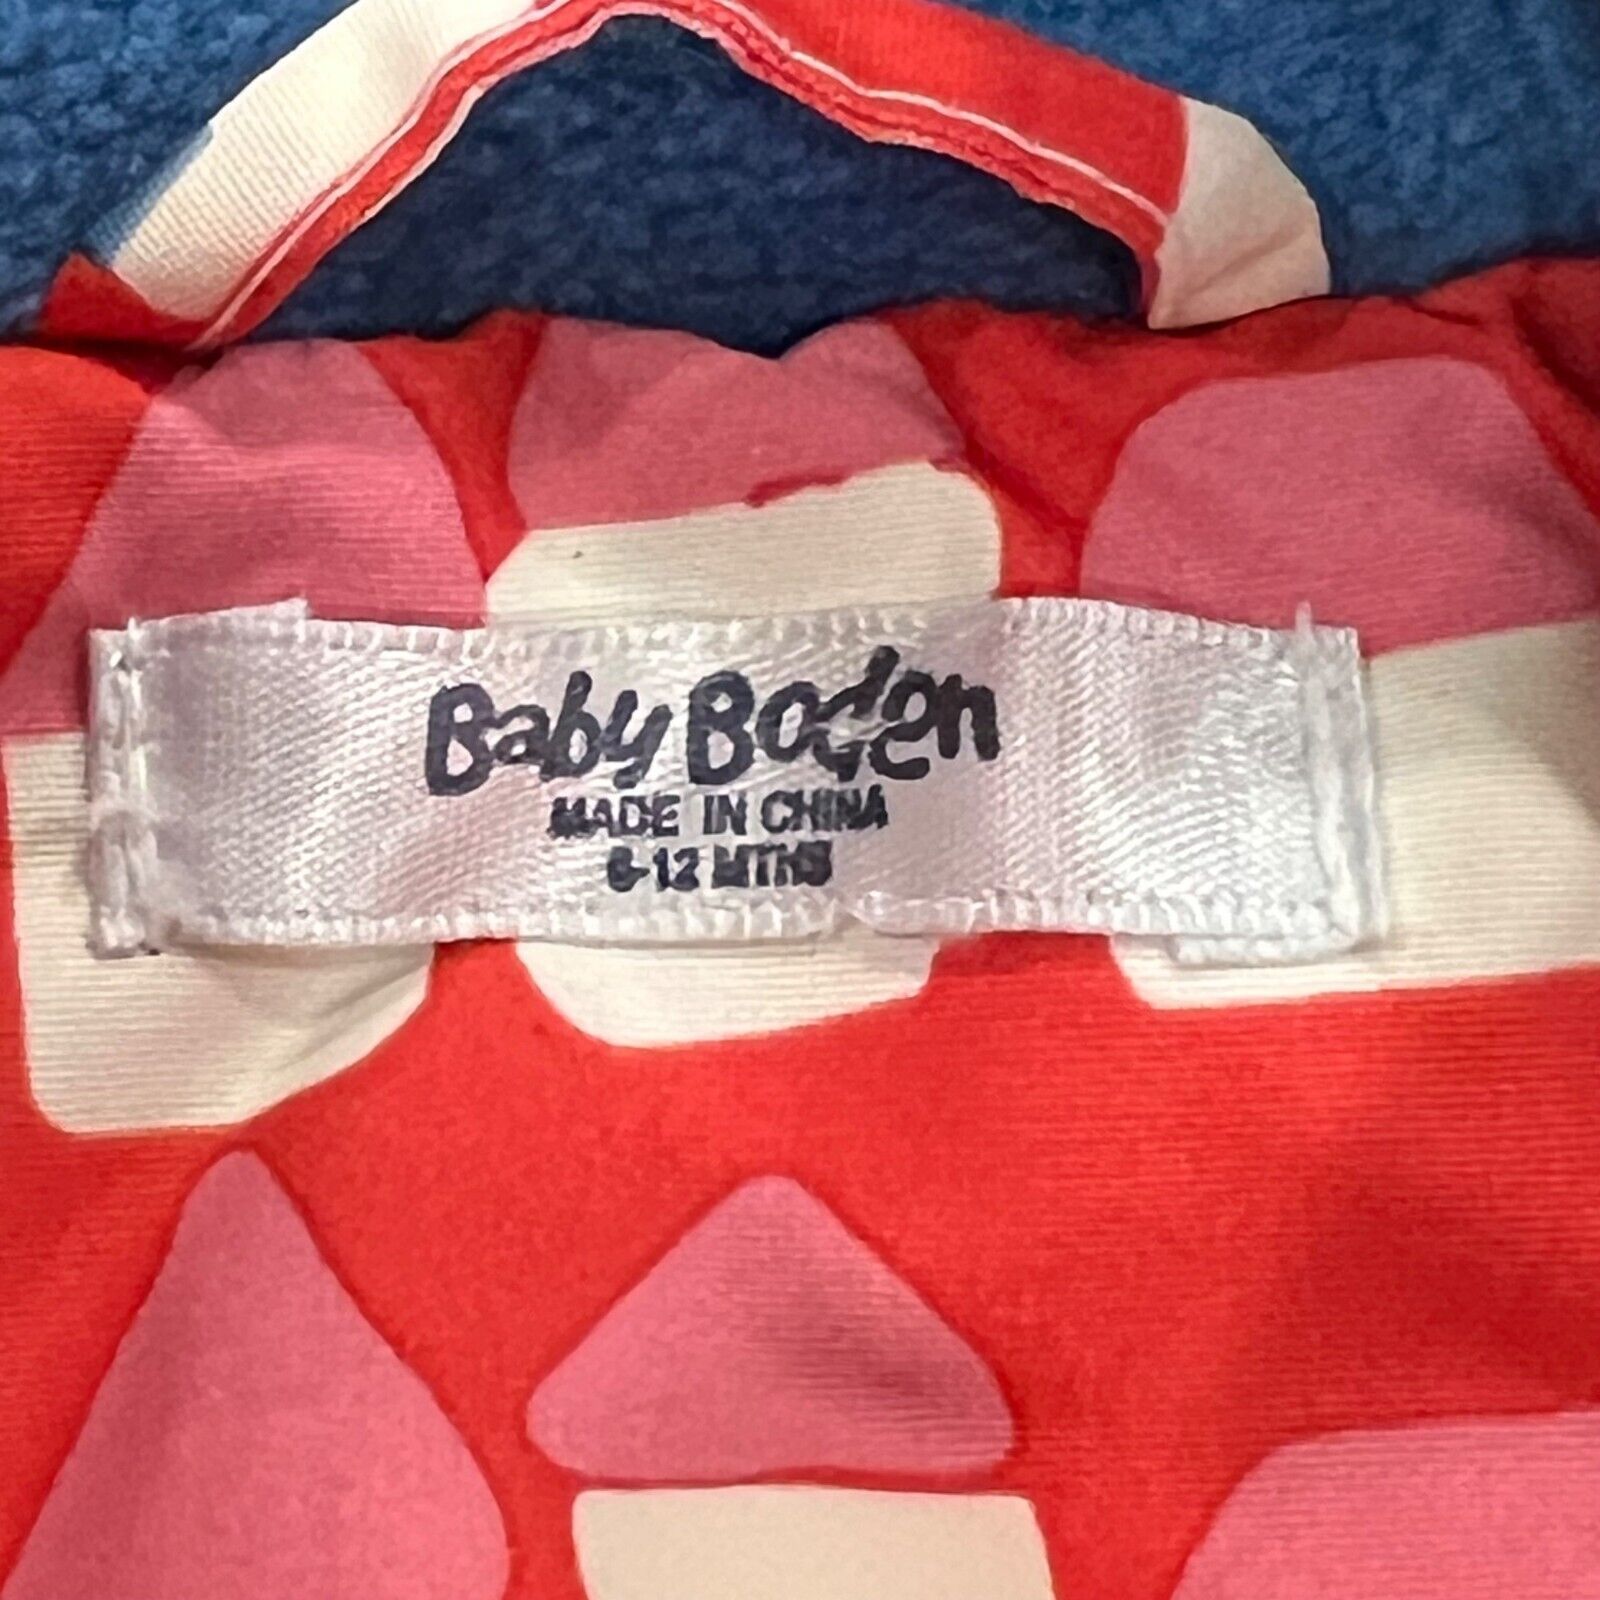 Baby Boden
MADE IN CHINA
6-12 MTHS